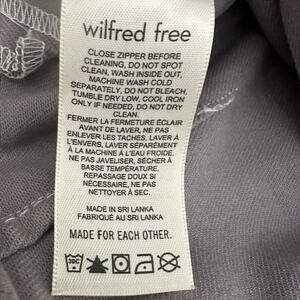 wilfred free
CLOSE ZIPPER BEFORE
CLEANING, DO NOT SPOT
CLEAN, WASH INSIDE OUT,
MACHINE WASH COLD
SEPARATELY, DO NOT BLEACH,
TUMBLE DRY LOW, COOL IRON
ONLY IF NEEDED, DO NOT DRY
CLEAN.
FERMER LA FERMETURE ÉCLAIR
AVANT DE LAVER, NE PAS
ENLEVER LES TACHES, LAVER À
L'ENVERS, LAVER SÉPARÉMENT
À LA MACHINE À L'EAU FROIDE,
NE PAS JAVELISER, SÉCHER À
BASSE TEMPÉRATURE,
REPASSAGE DOUX SI
NÉCESSAIRE, NE PAS
NETTOYER À SEC.
MADE IN SRI LANKA
FABRIQUÉ AU SRI LANKA
MADE FOR EACH OTHER.
30C